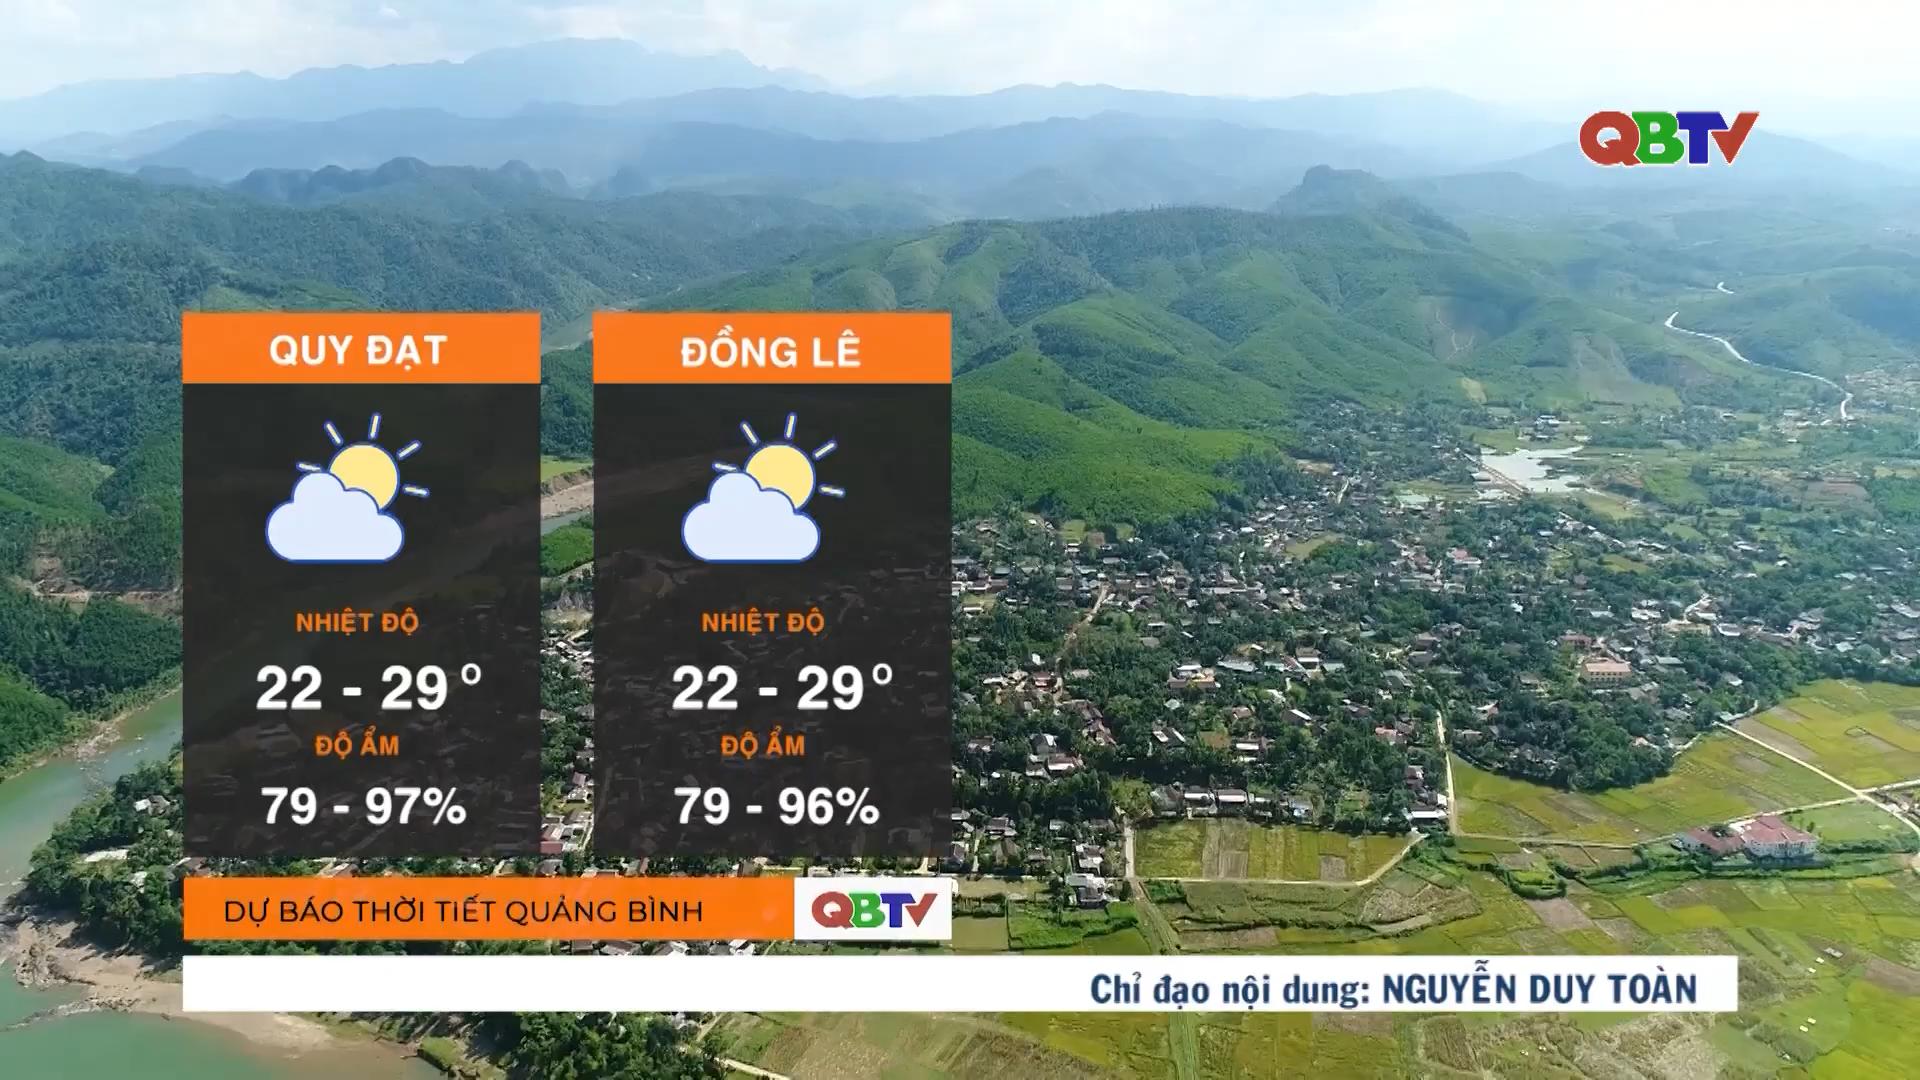 QBTV
QUY ĐẠT
NHIỆT ĐỘ
22 - 29°
ĐỘ ẨM
79 - 97%
ĐỒNG LÊ
NHIỆT ĐỘ
22 - 29°
ĐỘ ẨM
79 - 96%
DỰ BÁO THỜI TIẾT QUẢNG BÌNH
QBTV
Chỉ đạo nội dung: NGUYỄN DUY TOÀN